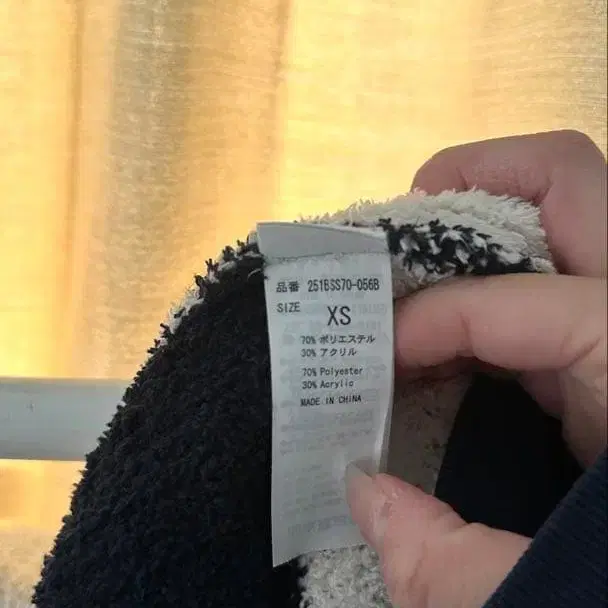 品番 251BSS70-056B
SIZE
XS
70% ポリエステル
30% アクリル
70% Polyester
30% Acrylic
MADE IN CHINA